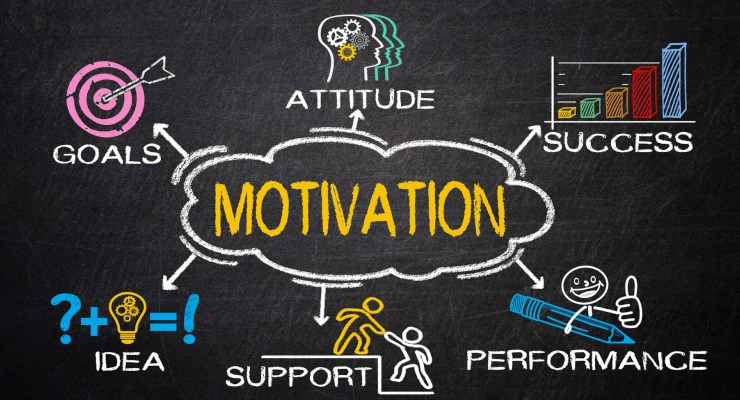 ATTITUDE
GOALS
SUCCESS
MOTIVATION
?+=!
IDEA
SUPPORT
PERFORMANCE